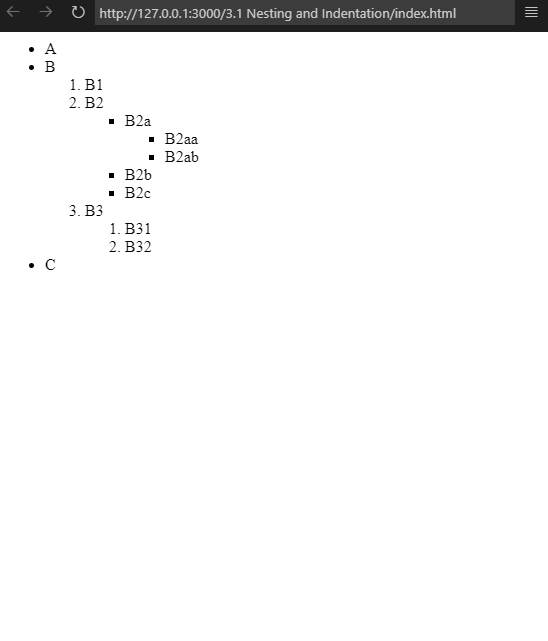 http://127.0.0.1:3000/3.1 Nesting and Indentation/index.html
A
B
1. B1
2. B2
B2a
B2aa
B2ab
B2b
B2c
3. B3
1. B31
2. B32
C